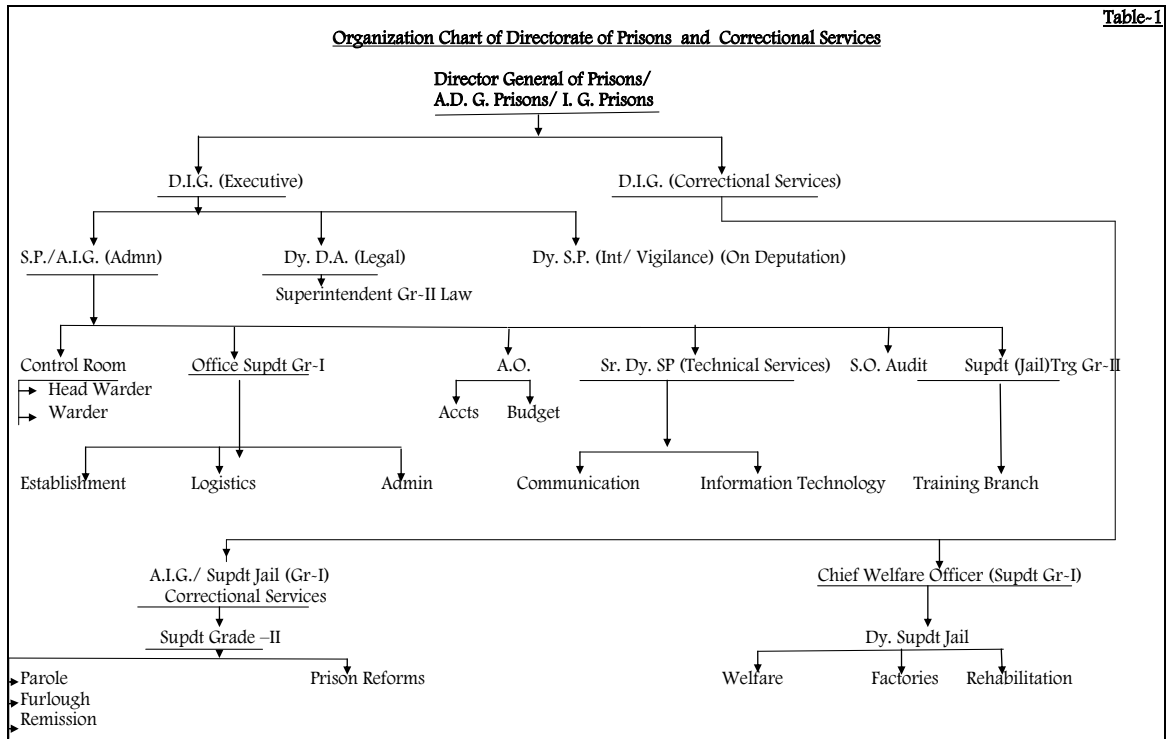 Table-1
Organization Chart of Directorate of Prisons and Correctional Services
Director General of Prisons/
A.D. G. Prisons/ I. G. Prisons
D.I.G. (Executive)
D.I.G. (Correctional Services)
S.P./A.I.G. (Admn)
Dy. D.A. (Legal)
Dy. S.P. (Int/ Vigilance) (On Deputation)
Superintendent Gr-II Law
Control Room
Office Supdt Gr-I
A.O.
Sr. Dy. SP (Technical Services)
S.O. Audit
Supdt (Jail)Trg Gr-II
Head Warder
Warder
Accts
Budget
Establishment
Logistics
Admin
Communication
Information Technology
Training Branch
A.I.G./ Supdt Jail (Gr-I)
Correctional Services
Chief Welfare Officer (Supdt Gr-I)
Supdt Grade –II
Dy. Supdt Jail
Parole
Furlough
Remission
Prison Reforms
Welfare
Factories
Rehabilitation